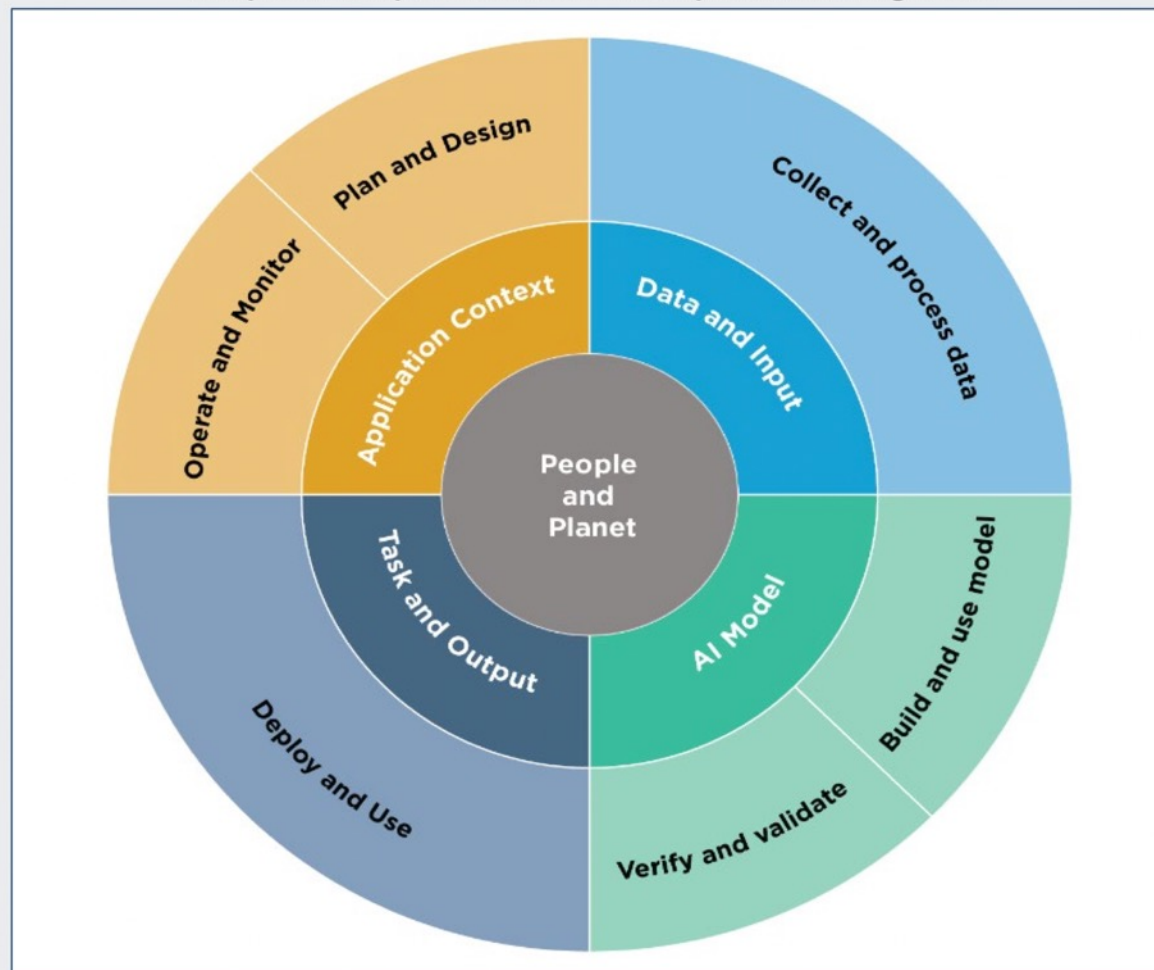 Plan and Design
Collect and process data
Operate and Monitor
Application Context
Data and Input
People
and
Planet
Task and Output
AI Model
Build and use model
Deploy and Use
Verify and validate